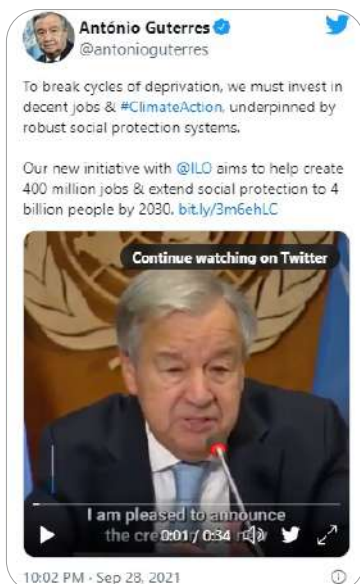 António Guterres
@antonioguterres
To break cycles of deprivation, we must invest in
decent jobs & #ClimateAction, underpinned by
robust social protection systems.
Our new initiative with @ILO aims to help create
400 million jobs & extend social protection to 4
billion people by 2030. bit.ly/3m6ehLC
Continue watching on Twitter
I am pleased to announce
the
0:01 / 0:34
10:02 PM · Sep 28, 2021